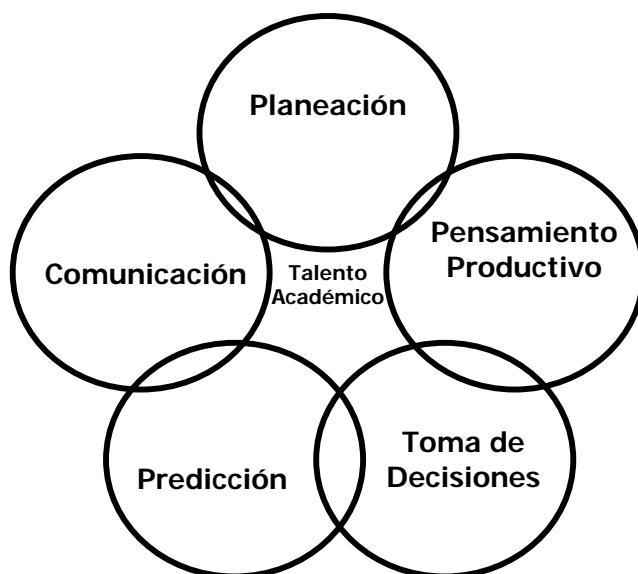 Planeación
Pensamiento
Productivo
Comunicación
Talento
Académico
Toma de
Decisiones
Predicción